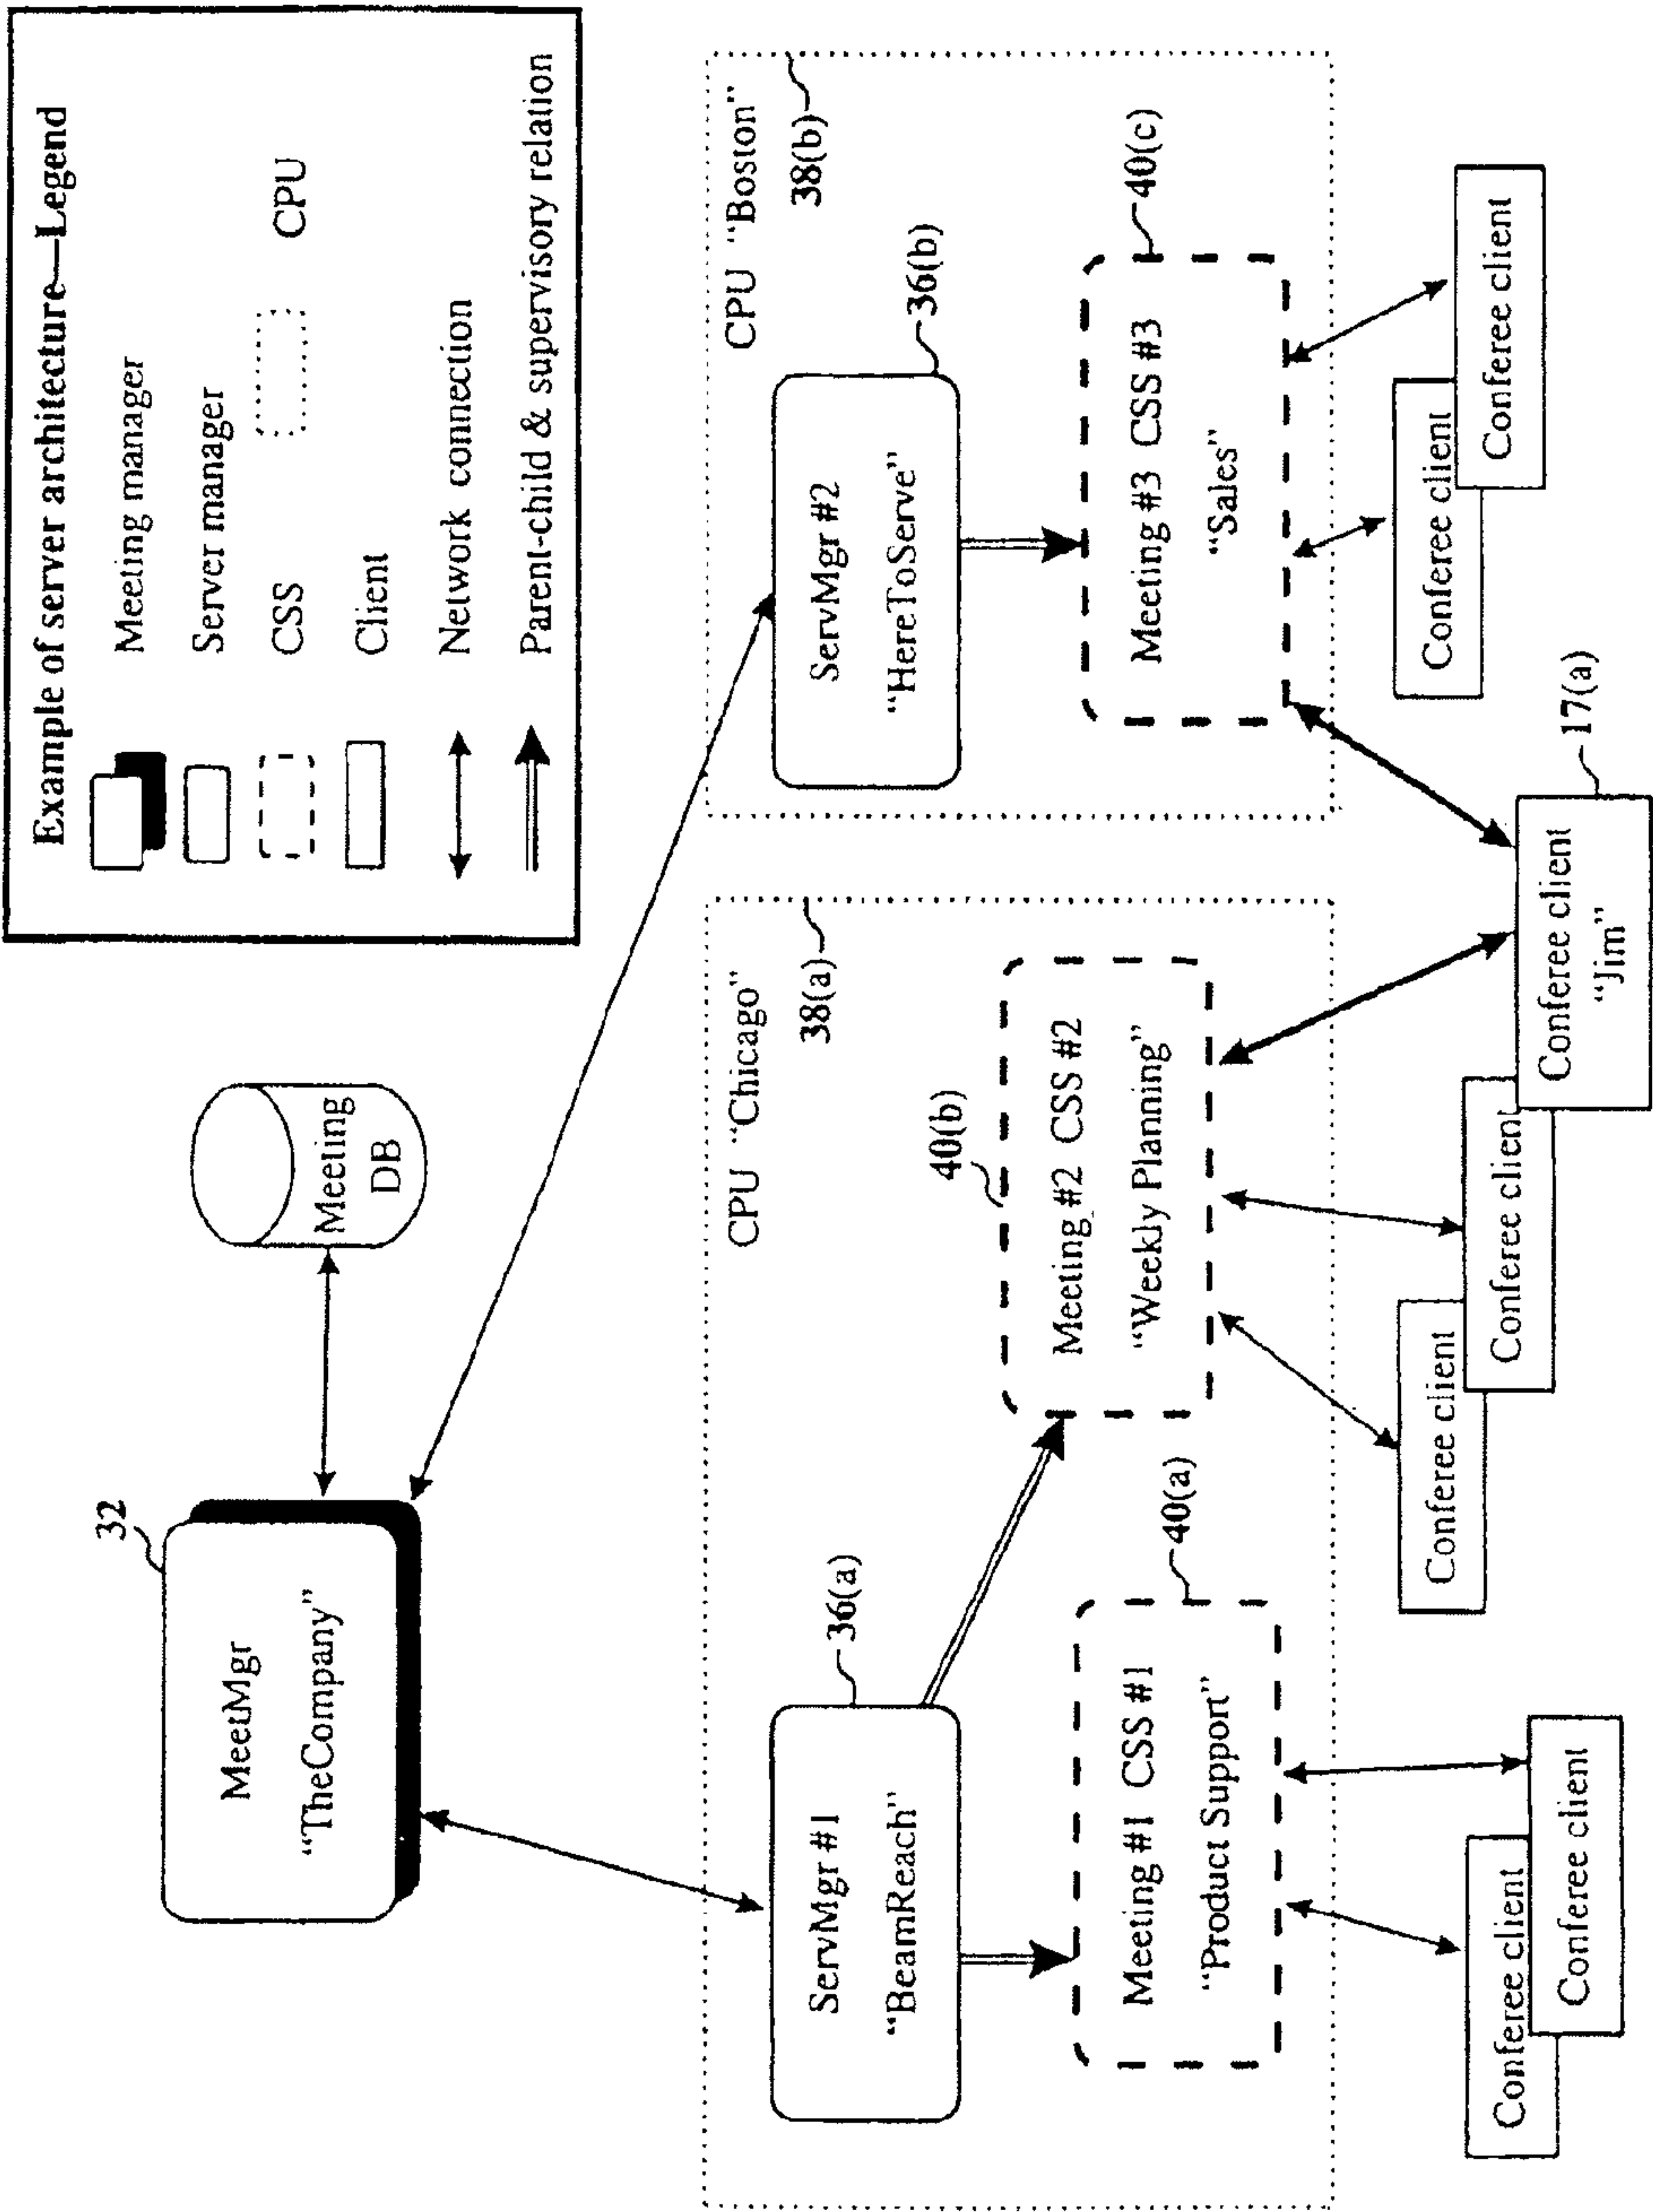 Example of server architecture—Legend
Meeting manager
Server manager
CSS
CPU
Client
Network connection
Parent-child & supervisory relation
32
MeetMgr
“TheCompany”
Meeting
DB
CPU “Chicago”
38(a)
CPU “Boston”
38(b)
ServMgr #1
“BeamReach”
36(a)
ServMgr #2
“HereToServe”
36(b)
40(b)
Meeting #2 CSS #2
“Weekly Planning”
Meeting #1 CSS #1
“Product Support”
40(a)
Meeting #3 CSS #3
“Sales”
40(c)
Conferee client
Conferee client
Conferee client
Conferee client
Conferee client
“Jim”
17(a)
Conferee client
Conferee client